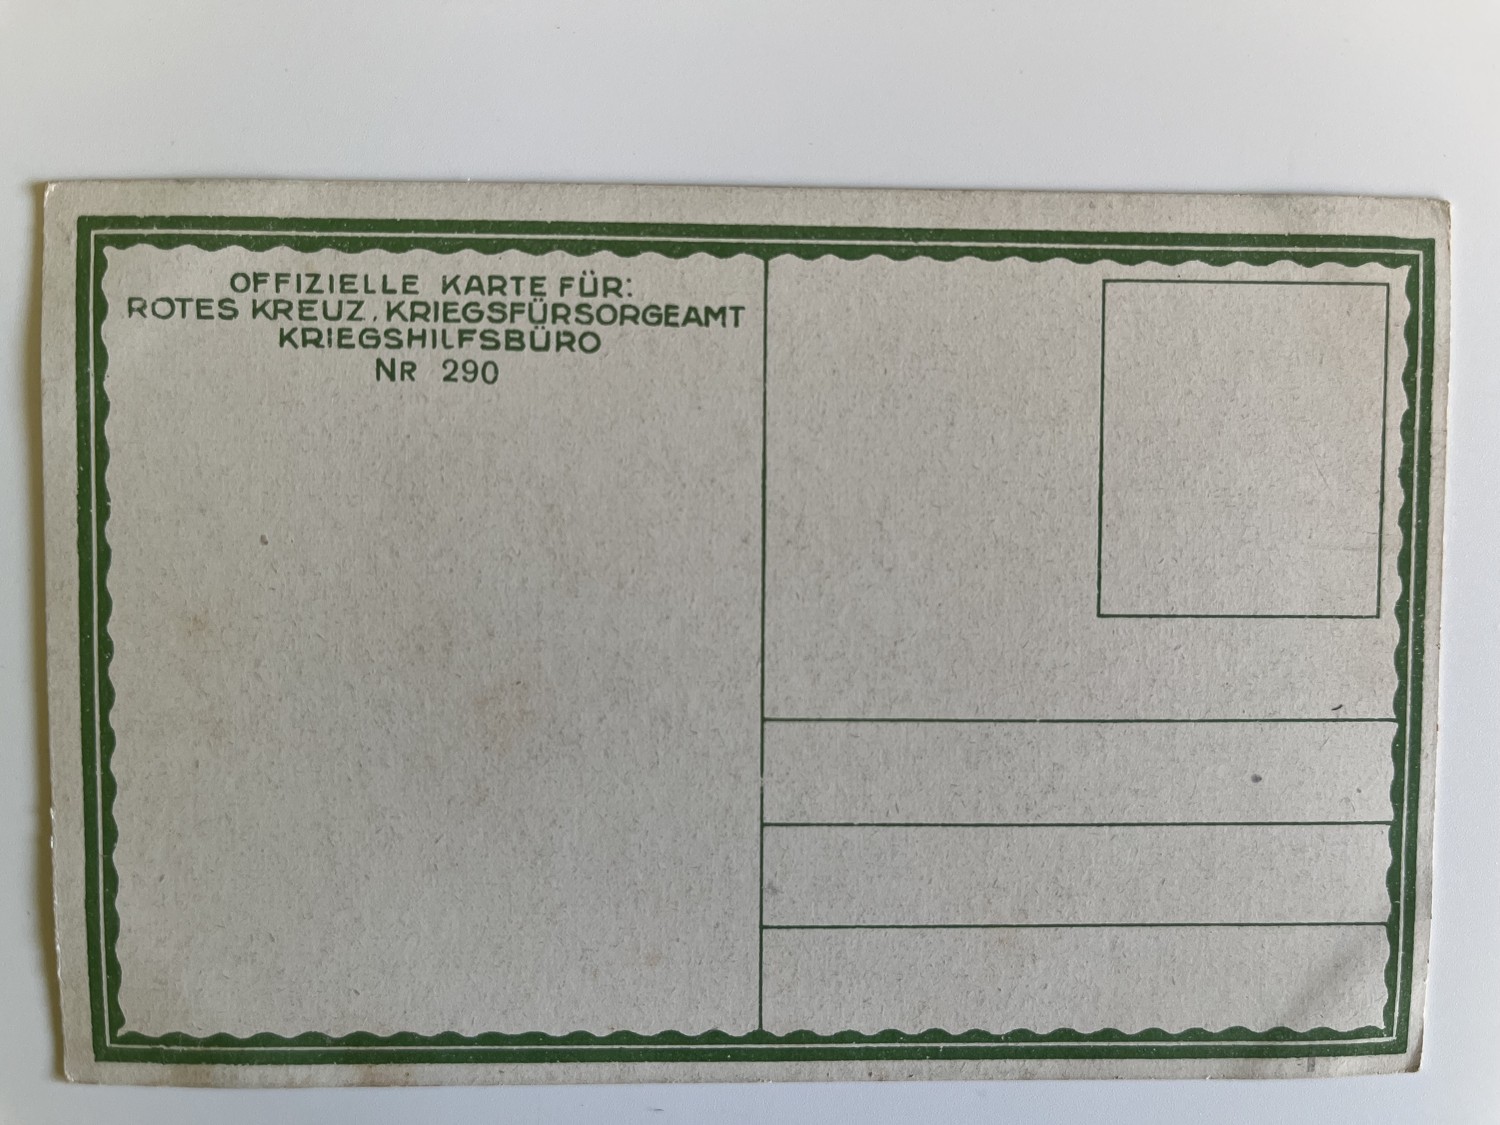 OFFIZIELLE KARTE FÜR:
ROTES KREUZ, KRIEGSFÜRSORGEAMT
KRIEGSHILFSBÜRO
NR 290